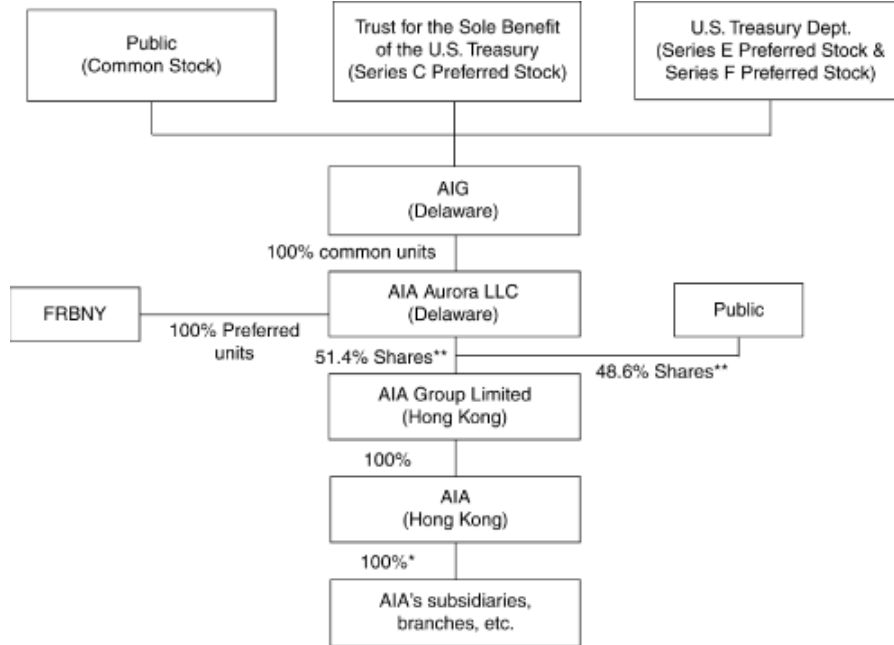 Public
(Common Stock)
Trust for the Sole Benefit
of the U.S. Treasury
(Series C Preferred Stock)
U.S. Treasury Dept.
(Series E Preferred Stock &
Series F Preferred Stock)
AIG
(Delaware)
100% common units
FRBNY
100% Preferred
units
AIA Aurora LLC
(Delaware)
Public
51.4% Shares**
48.6% Shares**
AIA Group Limited
(Hong Kong)
100%
AIA
(Hong Kong)
100%*
AIA's subsidiaries,
branches, etc.